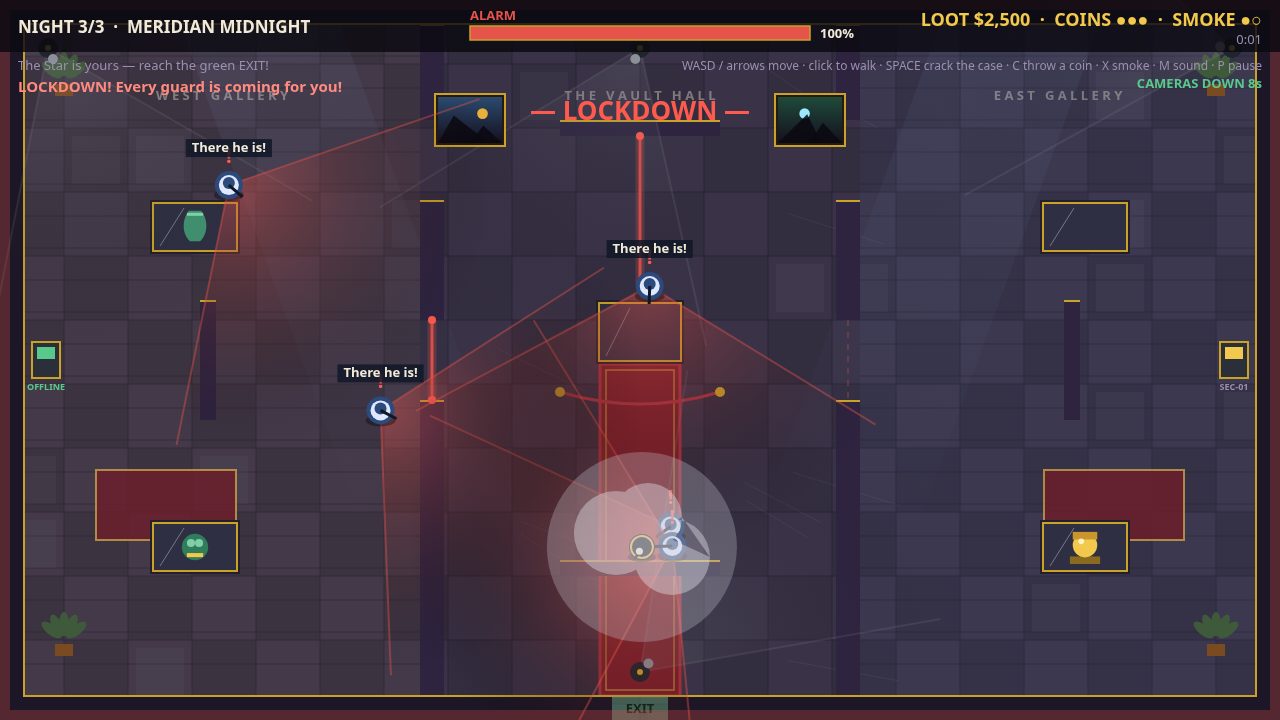 NIGHT 3/3 · MERIDIAN MIDNIGHT
ALARM
100%
LOOT $2,500 · COINS ●●● · SMOKE ●○
0:01
The Star is yours — reach the green EXIT!
WASD / arrows move · click to walk · SPACE crack the case · C throw a coin · X smoke · M sound · P pause
LOCKDOWN! Every guard is coming for you!
CAMERAS DOWN 8s
WEST GALLERY
THE VAULT HALL
EAST GALLERY
— LOCKDOWN —
There he is!
There he is!
There he is!
OFFLINE
SEC-01
EXIT